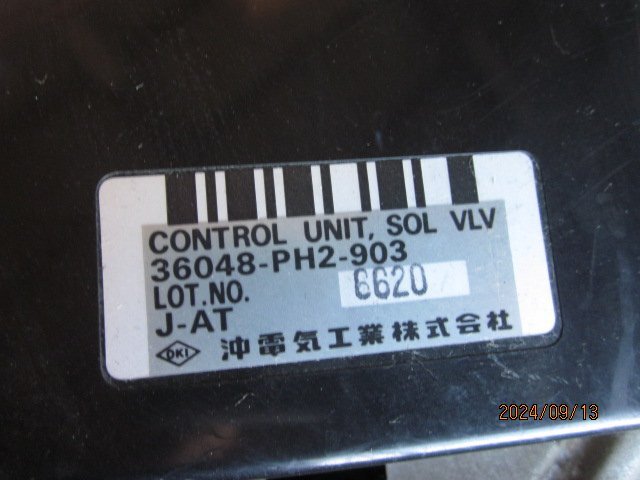 CONTROL UNIT, SOL VLV
36048-PH2-903
LOT.NO. 6620
J-AT
OKI 沖電気工業株式会社
2024/09/13